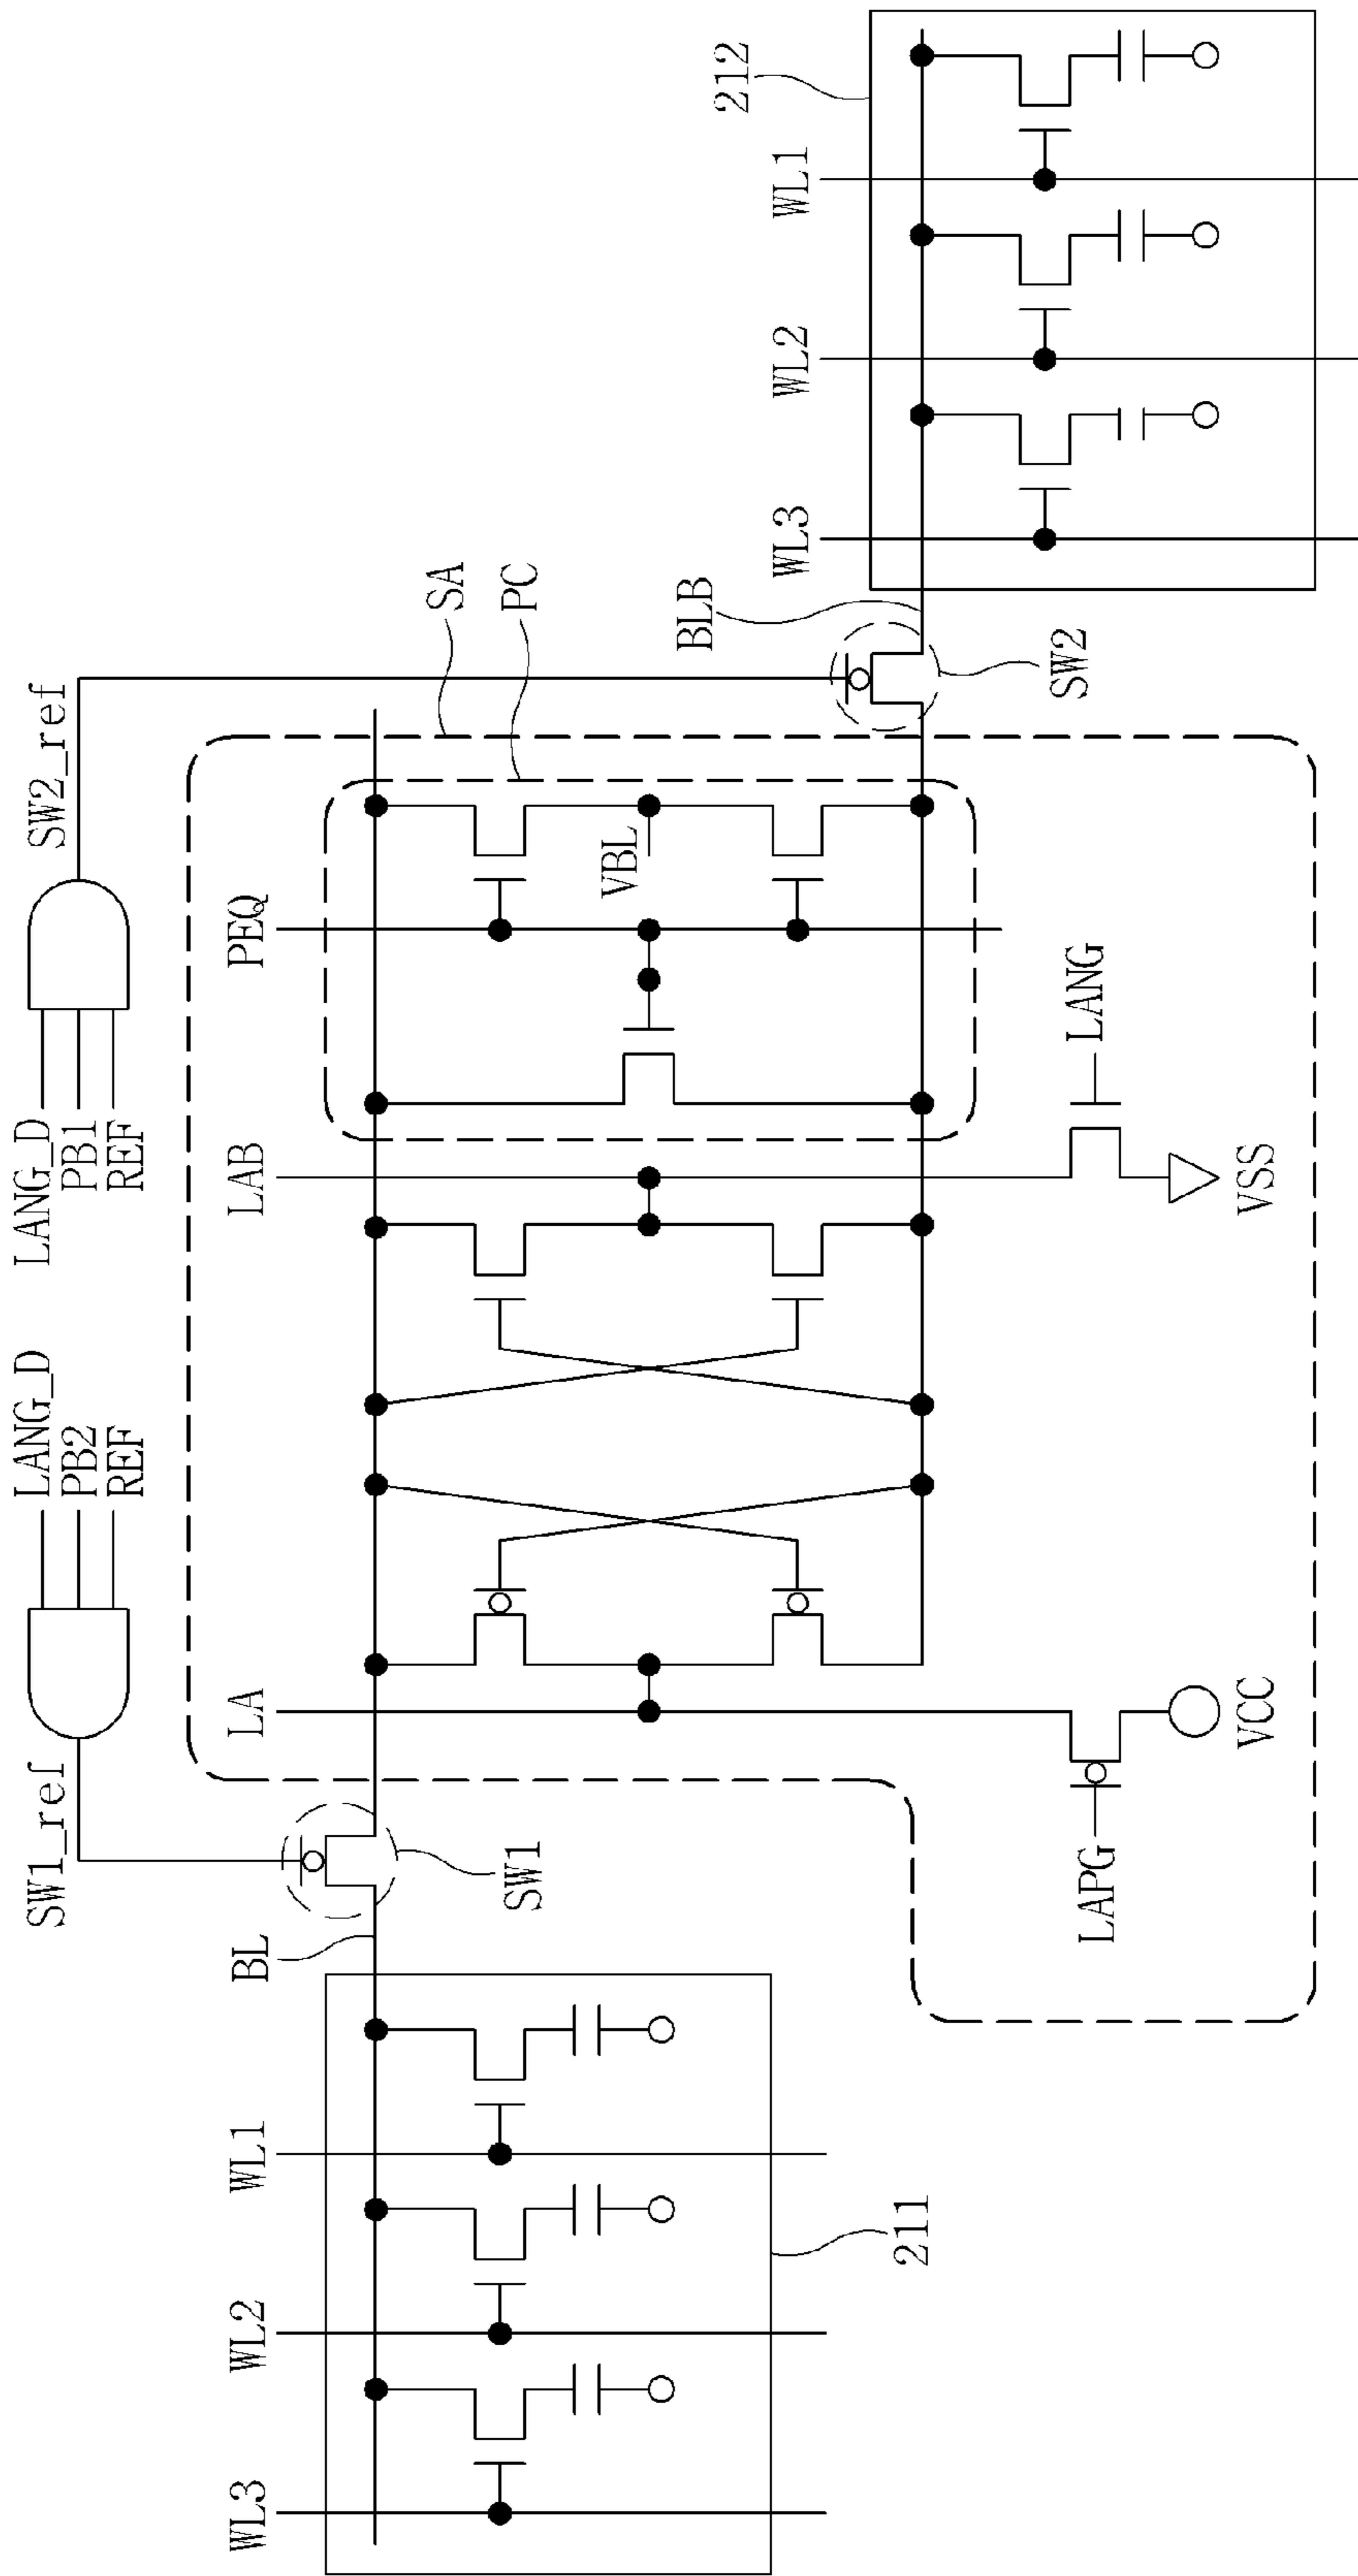 LANG_D
PB2
REF
SW1_ref
LANG_D
PB1
REF
SW2_ref
WL3
WL2
WL1
BL
LA
LAB
PEQ
SA
PC
SW1
VBL
BLB
212
WL3
WL2
WL1
SW2
211
LAPG
VCC
LANG
VSS